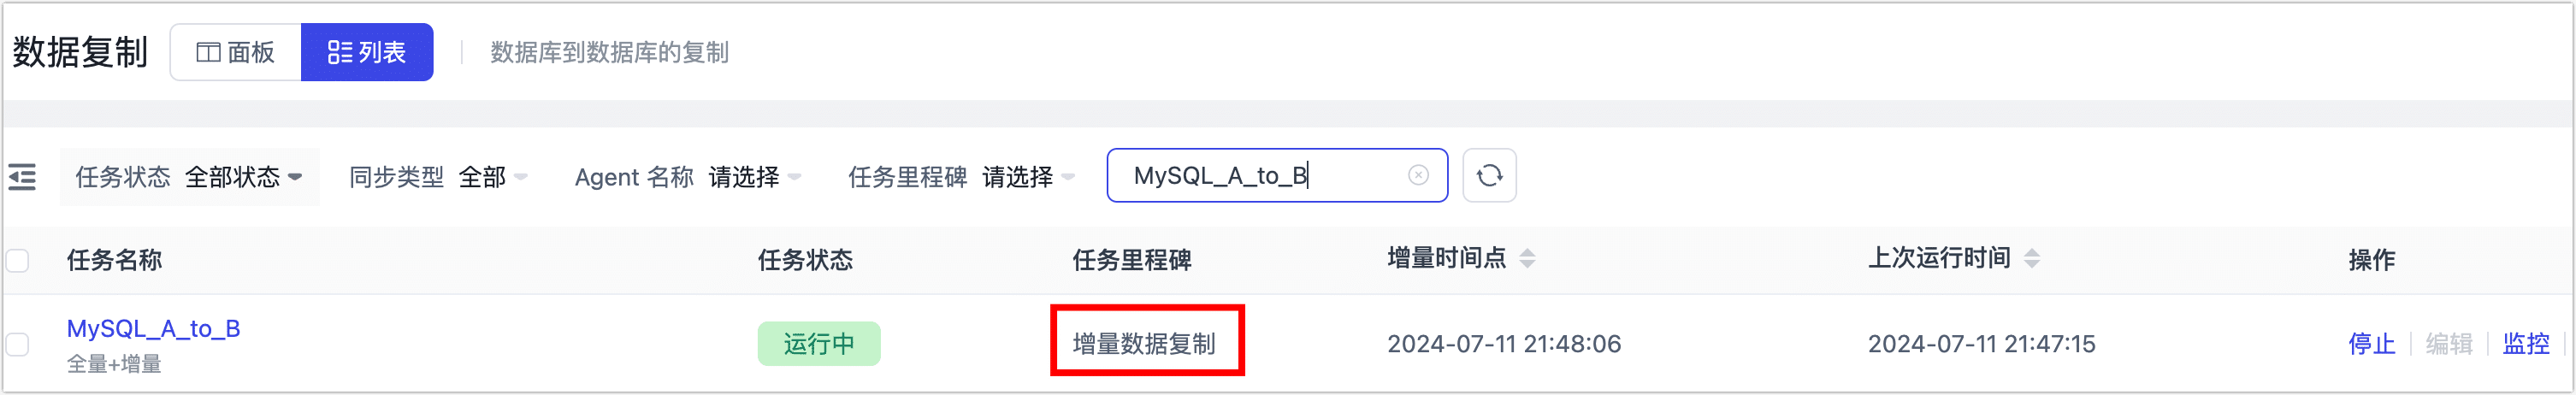 数据复制 面板 列表 数据库到数据库的复制
任务状态 全部状态 同步类型 全部 Agent 名称 请选择 任务里程碑 请选择 MySQL_A_to_B
任务名称 任务状态 任务里程碑 增量时间点 上次运行时间 操作
MySQL_A_to_B 运行中 增量数据复制 2024-07-11 21:48:06 2024-07-11 21:47:15 停止 编辑 监控
全量+增量